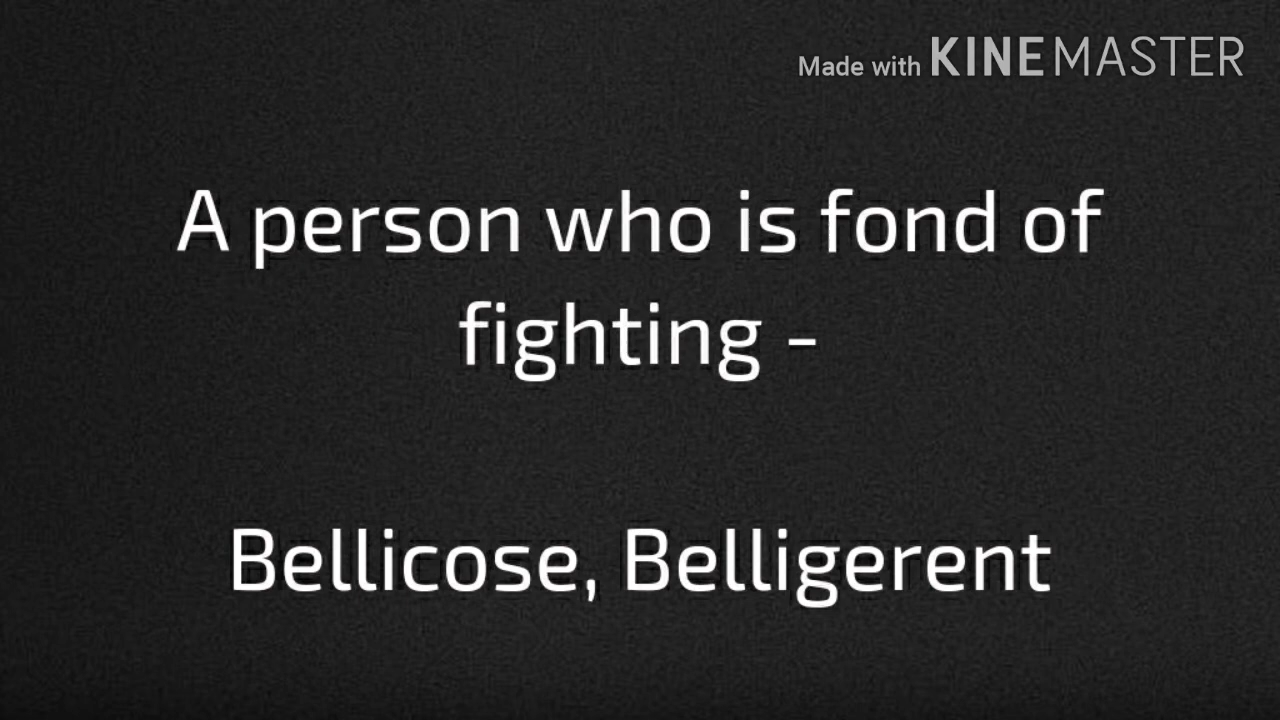 Made with KINEMASTER
A person who is fond of
fighting -
Bellicose, Belligerent